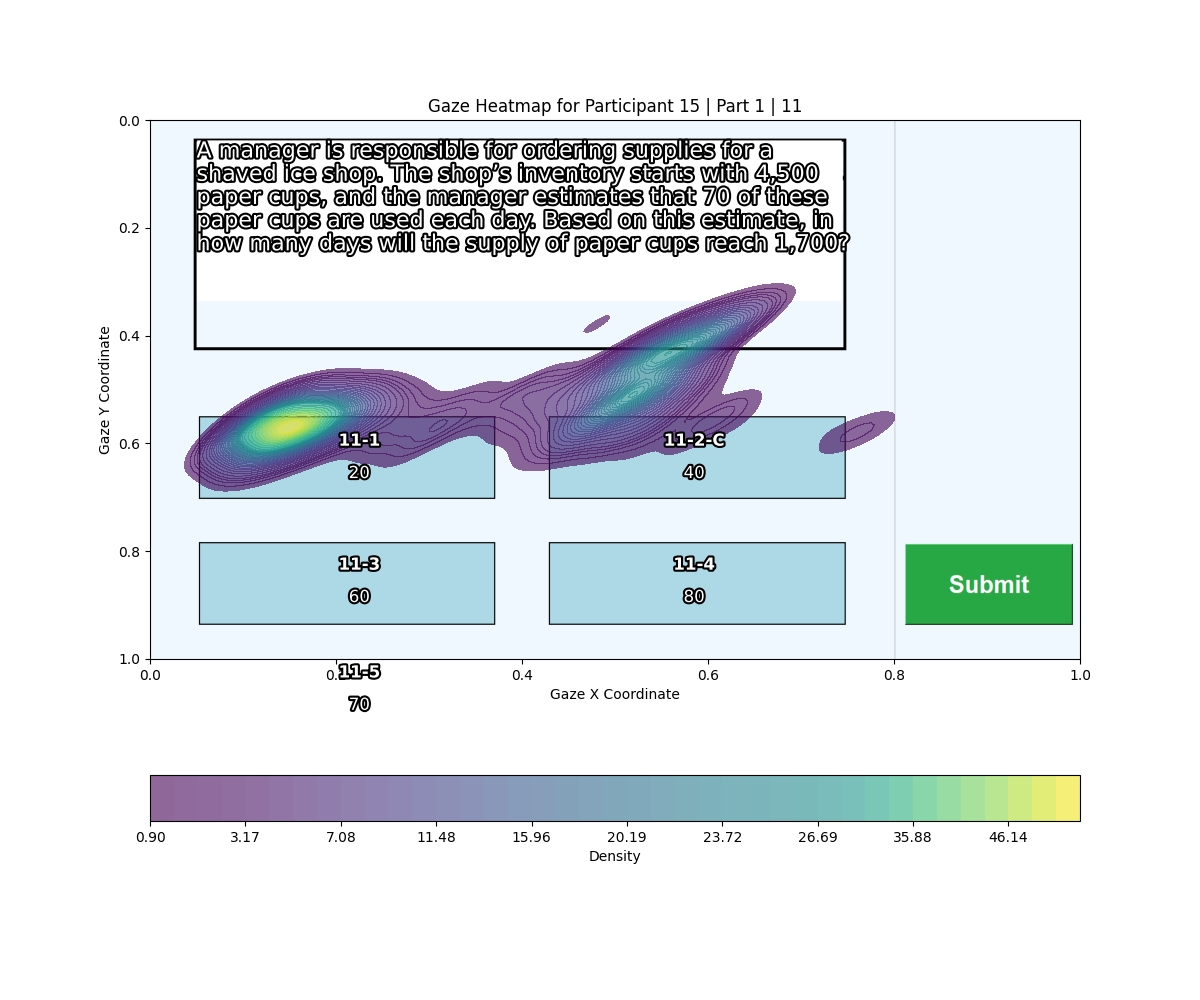 Gaze Heatmap for Participant 15 | Part 1 | 11
A manager is responsible for ordering supplies for a
shaved ice shop. The shop’s inventory starts with 4,500
paper cups, and the manager estimates that 70 of these
paper cups are used each day. Based on this estimate, in
how many days will the supply of paper cups reach 1,700?
0.0
0.2
0.4
0.6
0.8
1.0
Gaze Y Coordinate
11-1
20
11-2-C
40
11-3
60
11-4
80
Submit
0.0
0.4
0.6
0.8
1.0
11-5
70
Gaze X Coordinate
0.90 3.17 7.08 11.48 15.96 20.19 23.72 26.69 35.88 46.14
Density